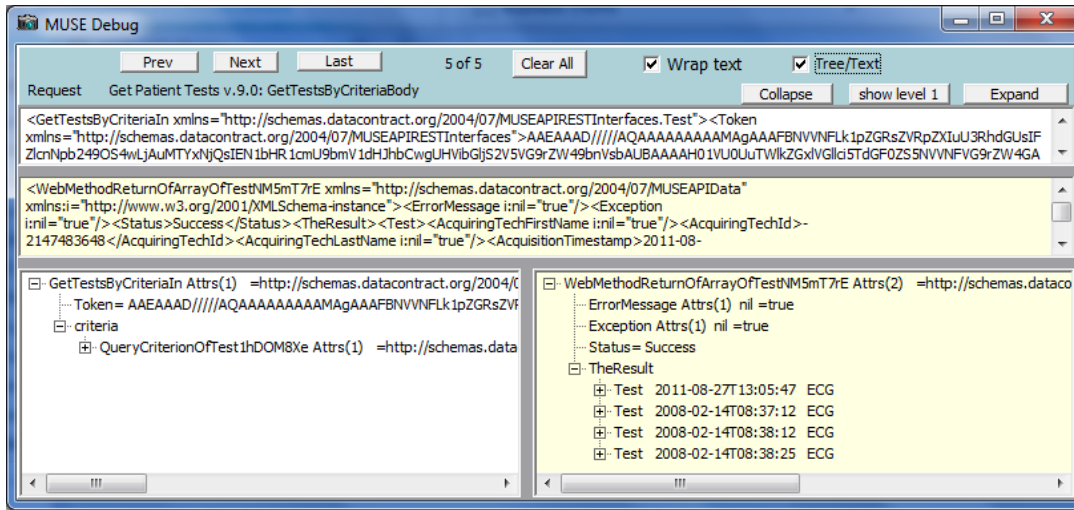 MUSE Debug
Prev Next Last 5 of 5 Clear All Wrap text Tree/Text
Request Get Patient Tests v.9.0: GetTestsByCriteriaBody Collapse show level 1 Expand
<GetTestsByCriteriaIn xmlns="http://schemas.datacontract.org/2004/07/MUSEAPIRESTInterfaces.Test"><Token
xmlns="http://schemas.datacontract.org/2004/07/MUSEAPIRESTInterfaces">AAEAAAD/////AQAAAAAAAAAMAgAAAFBNVVNFLk1pZGRsZVRpZXIuU3RhdGUsIF
ZlcnNpb249OS4wLjAuMTYxNjQsIEN1bHR1cmU9bmV1dHJhbCwgUHVibGljS2V5VG9rZW49bnVsbAUBAAAAH01VU0UuTWlkZGxlVGllci5TdGF0ZS5NVVNFVG9rZW4GA
<WebMethodReturnOfArrayOfTestNM5mT7rE xmlns="http://schemas.datacontract.org/2004/07/MUSEAPIData"
xmlns:i="http://www.w3.org/2001/XMLSchema-instance"><ErrorMessage i:nil="true"/><Exception
i:nil="true"/><Status>Success</Status><TheResult><Test><AcquiringTechFirstName i:nil="true"/><AcquiringTechId>-
2147483648</AcquiringTechId><AcquiringTechLastName i:nil="true"/><AcquisitionTimestamp>2011-08-
GetTestsByCriteriaIn Attrs(1) =http://schemas.datacontract.org/2004/0
Token= AAEAAAD/////AQAAAAAAAAAMAgAAAFBNVVNFLk1pZGRsZVR
criteria
QueryCriterionOfTest1hDOM8Xe Attrs(1) =http://schemas.data
WebMethodReturnOfArrayOfTestNM5mT7rE Attrs(2) =http://schemas.dataco
ErrorMessage Attrs(1) nil =true
Exception Attrs(1) nil =true
Status= Success
TheResult
Test 2011-08-27T13:05:47 ECG
Test 2008-02-14T08:37:12 ECG
Test 2008-02-14T08:38:12 ECG
Test 2008-02-14T08:38:25 ECG